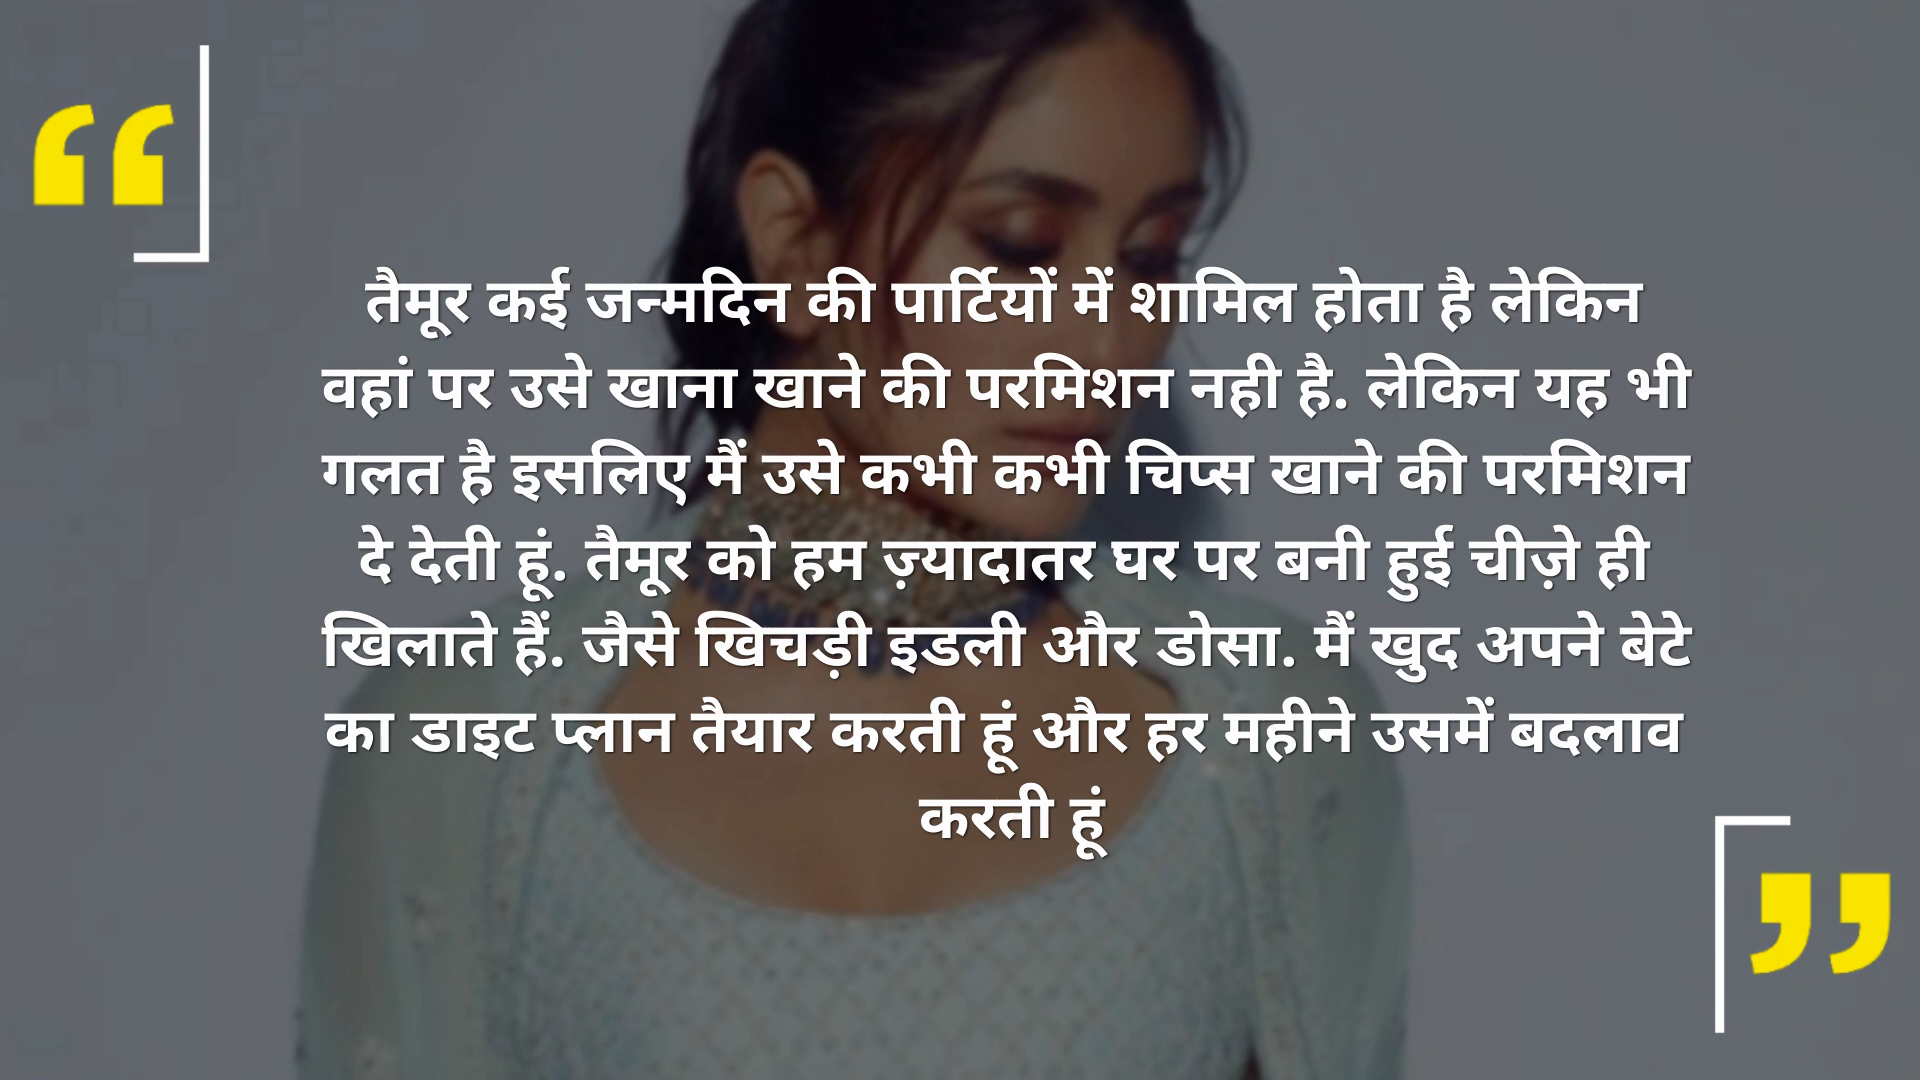 तैमूर कई जन्मदिन की पार्टियों में शामिल होता है लेकिन
वहां पर उसे खाना खाने की परमिशन नही है. लेकिन यह भी
गलत है इसलिए मैं उसे कभी कभी चिप्स खाने की परमिशन
दे देती हूं. तैमूर को हम ज़्यादातर घर पर बनी हुई चीज़े ही
खिलाते हैं. जैसे खिचड़ी इडली और डोसा. मैं खुद अपने बेटे
का डाइट प्लान तैयार करती हूं और हर महीने उसमें बदलाव
करती हूं